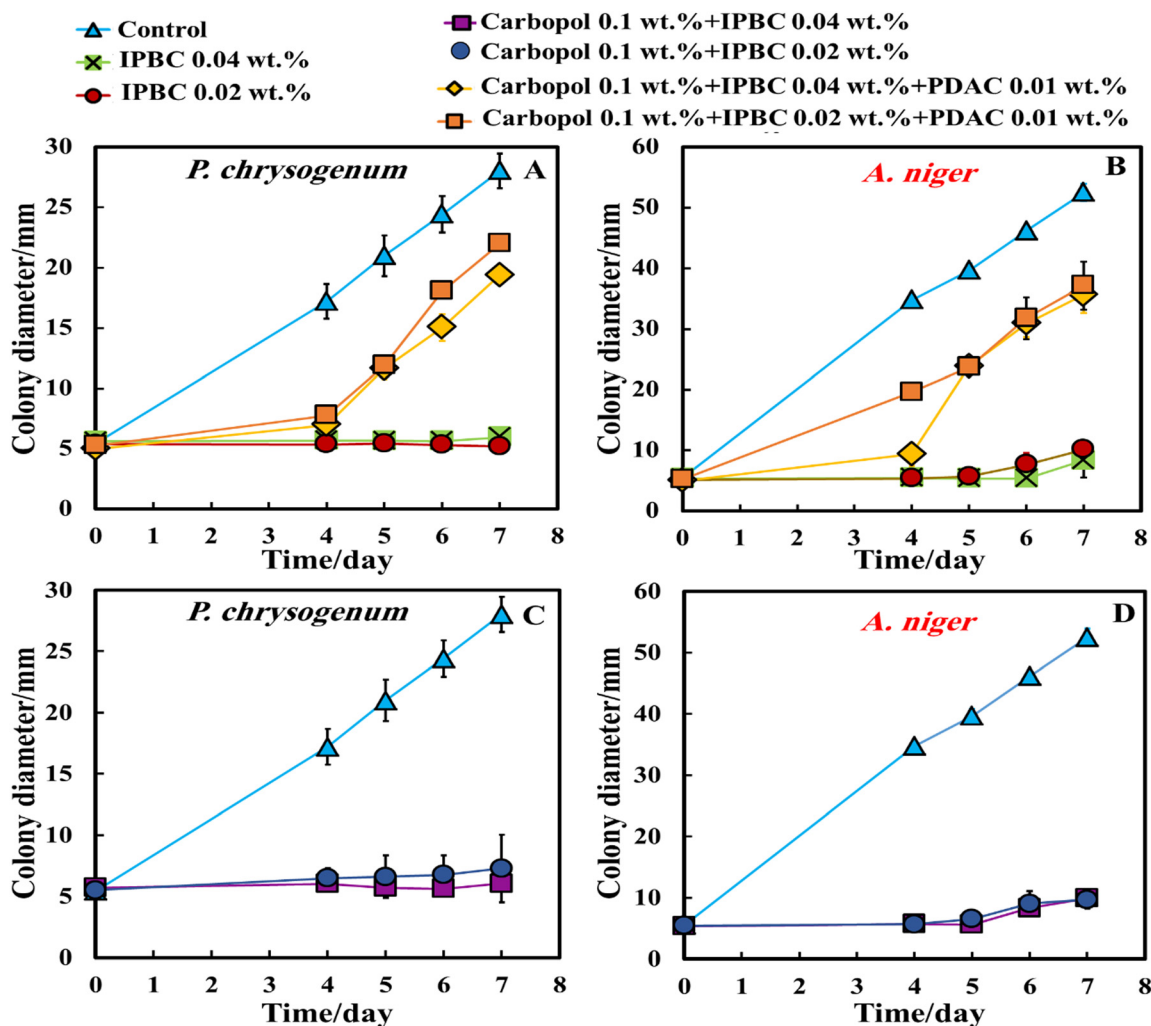 Control
IPBC 0.04 wt.%
IPBC 0.02 wt.%
Carbopol 0.1 wt.%+IPBC 0.04 wt.%
Carbopol 0.1 wt.%+IPBC 0.02 wt.%
Carbopol 0.1 wt.%+IPBC 0.04 wt.%+PDAC 0.01 wt.%
Carbopol 0.1 wt.%+IPBC 0.02 wt.%+PDAC 0.01 wt.%
P. chrysogenum
A
Colony diameter/mm
30
25
20
15
10
5
0
0 1 2 3 4 5 6 7 8
Time/day
A. niger
B
Colony diameter/mm
60
50
40
30
20
10
0
0 1 2 3 4 5 6 7 8
Time/day
P. chrysogenum
C
Colony diameter/mm
30
25
20
15
10
5
0
0 1 2 3 4 5 6 7 8
Time/day
A. niger
D
Colony diameter/mm
60
50
40
30
20
10
0
0 1 2 3 4 5 6 7 8
Time/day